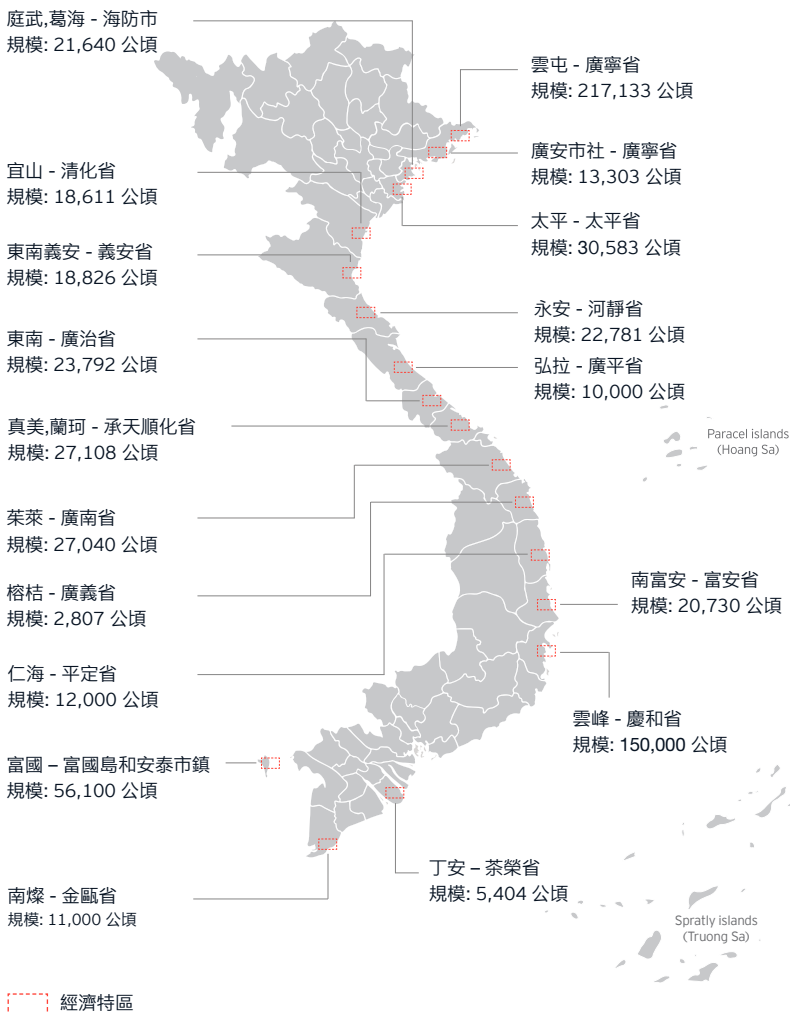 庭武,葛海 - 海防市
規模: 21,640 公頃
雲屯 - 廣寧省
規模: 217,133 公頃
廣安市社 - 廣寧省
規模: 13,303 公頃
宜山 - 清化省
規模: 18,611 公頃
太平 - 太平省
規模: 30,583 公頃
東南義安 - 義安省
規模: 18,826 公頃
永安 - 河靜省
規模: 22,781 公頃
東南 - 廣治省
規模: 23,792 公頃
弘拉 - 廣平省
規模: 10,000 公頃
真美,蘭珂 - 承天順化省
規模: 27,108 公頃
Paracel islands
(Hoang Sa)
茱萊 - 廣南省
規模: 27,040 公頃
榕桔 - 廣義省
規模: 2,807 公頃
南富安 - 富安省
規模: 20,730 公頃
仁海 - 平定省
規模: 12,000 公頃
雲峰 - 慶和省
規模: 150,000 公頃
富國 – 富國島和安泰市鎮
規模: 56,100 公頃
丁安 – 茶榮省
規模: 5,404 公頃
南燦 - 金甌省
規模: 11,000 公頃
Spratly islands
(Truong Sa)
經濟特區